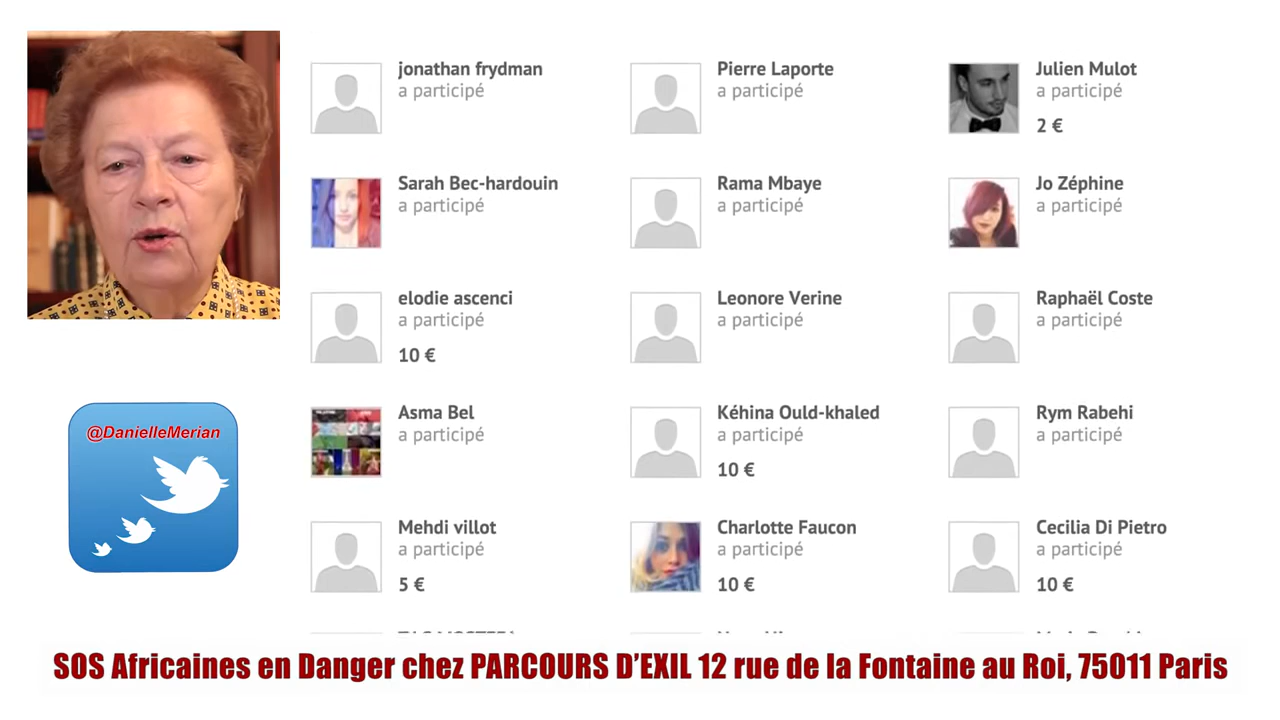 jonathan frydman
a participé
Pierre Laporte
a participé
Julien Mulot
a participé
2 €
Sarah Bec-hardouin
a participé
Rama Mbaye
a participé
Jo Zéphine
a participé
elodie ascenci
a participé
10 €
Leonore Verine
a participé
Raphaël Coste
a participé
@DanielleMerian
Asma Bel
a participé
Kéhina Ould-khaled
a participé
10 €
Rym Rabehi
a participé
Mehdi villot
a participé
5 €
Charlotte Faucon
a participé
10 €
Cecilia Di Pietro
a participé
10 €
SOS Africaines en Danger chez PARCOURS D'EXIL 12 rue de la Fontaine au Roi, 75011 Paris